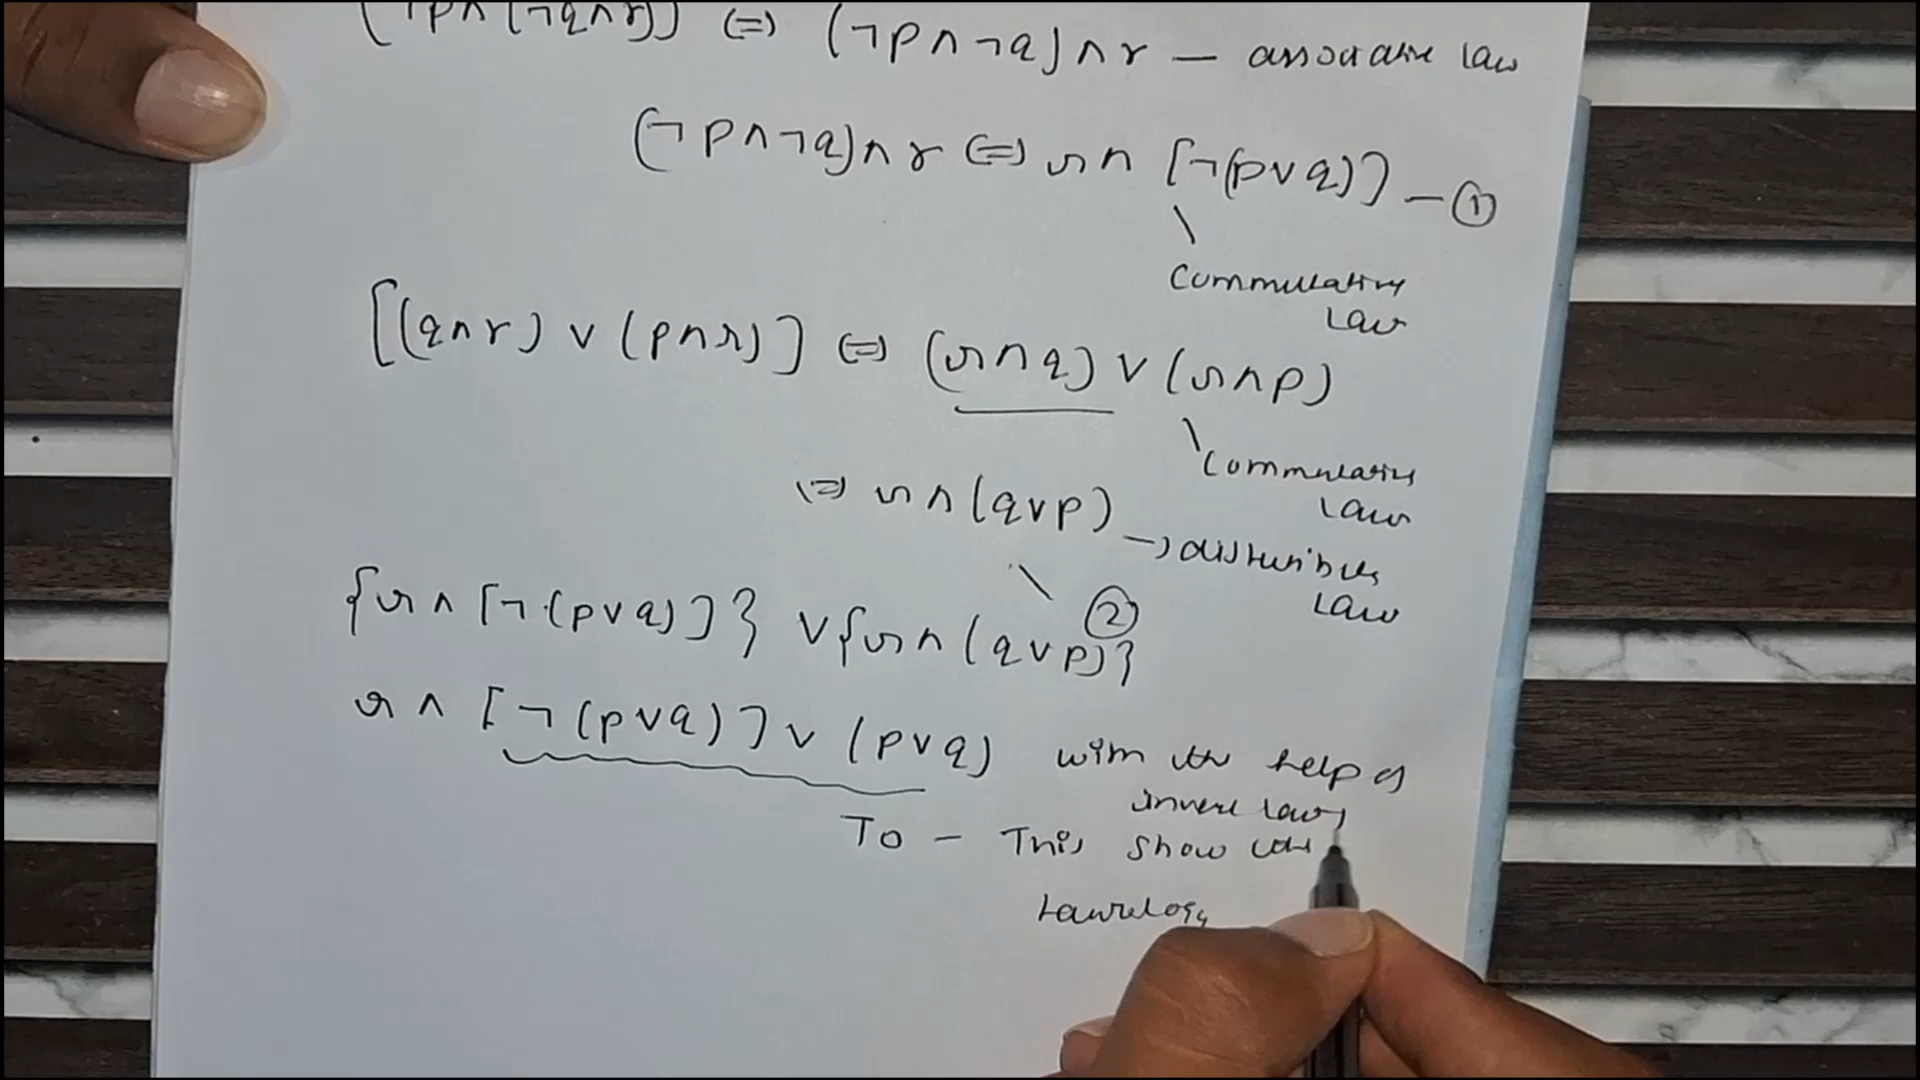 (¬p∧(¬q∧r)) ⇔ (¬p∧¬q)∧r — associative law
(¬p∧¬q)∧r ⇔ r∧ [¬(p∨q)] — ①
Commutative
Law
[(q∧r) ∨ (p∧r)] ⇔ (r∧q) ∨ (r∧p)
Commutative
Law
⇔ r∧(q∨p) → distributive
Law
②
{r∧[¬(p∨q)]} ∨ {r∧(q∨p)}
r∧ [¬(p∨q)] ∨ (p∨q) with the help of
inverse law,
To — This show
tautology